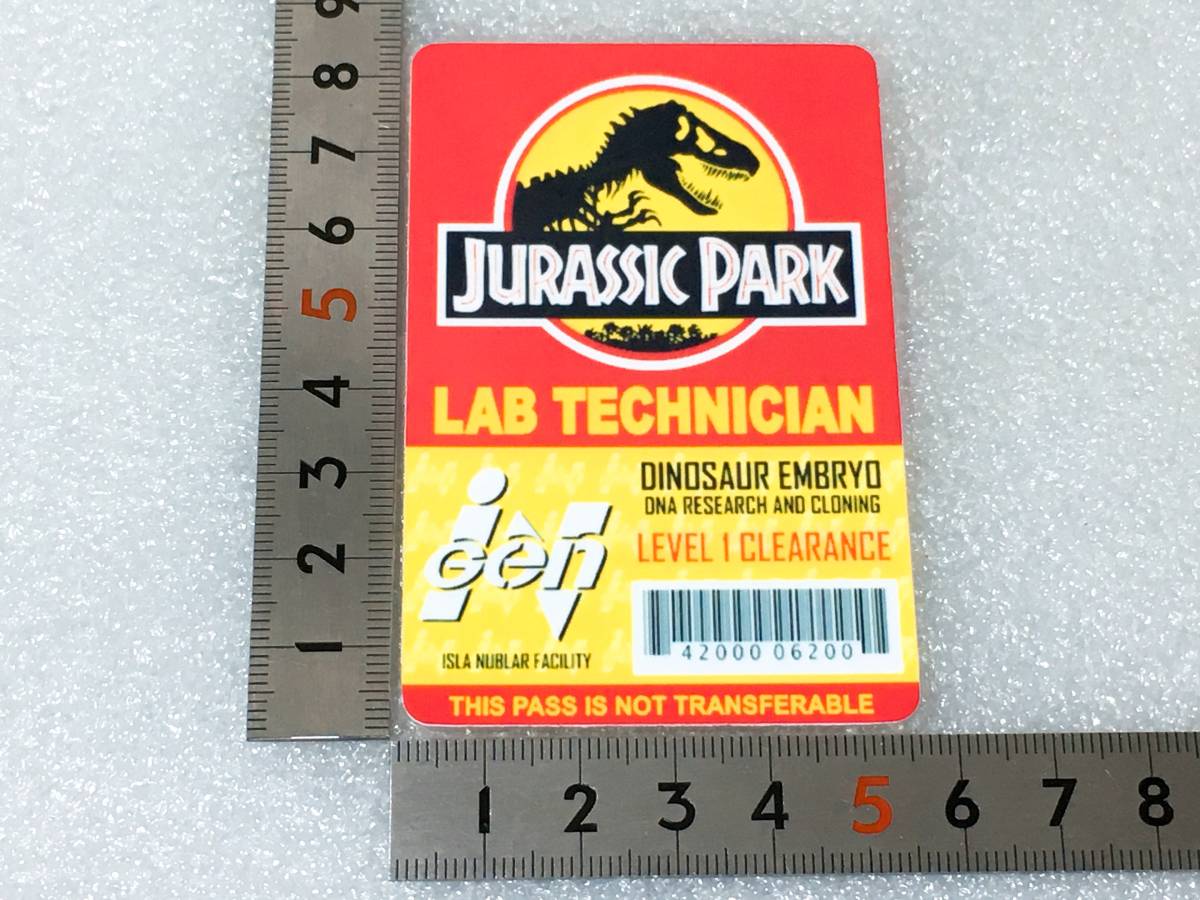 9
8
7
6
5
4
3
2
1
JURASSIC PARK
LAB TECHNICIAN
DINOSAUR EMBRYO
DNA RESEARCH AND CLONING
LEVEL 1 CLEARANCE
inGen
ISLA NUBLAR FACILITY
42000 06200
THIS PASS IS NOT TRANSFERABLE
1 2 3 4 5 6 7 8